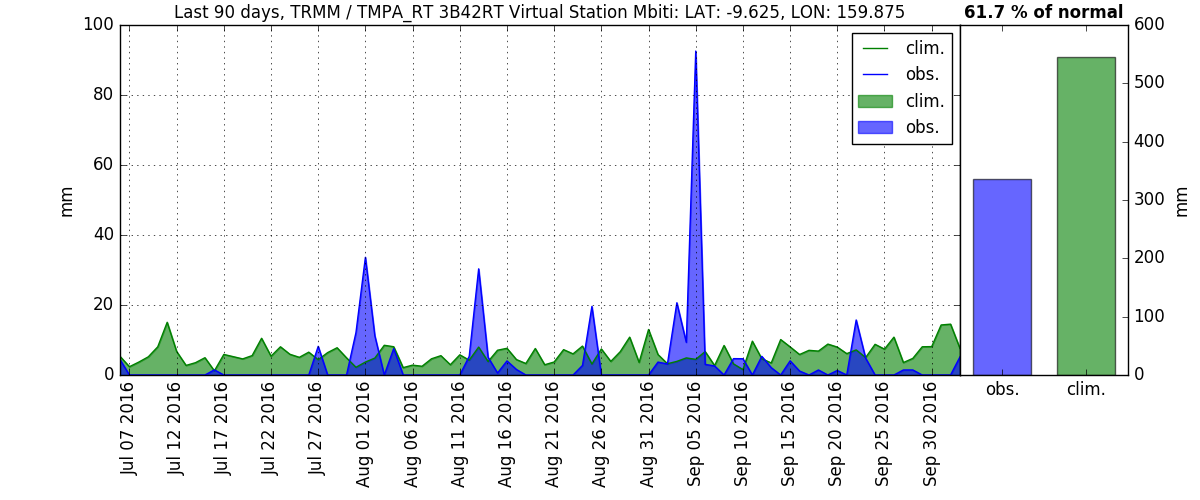 Last 90 days, TRMM / TMPA_RT 3B42RT Virtual Station Mbiti: LAT: -9.625, LON: 159.875
61.7 % of normal
100
80
60
40
20
0
mm
clim.
obs.
clim.
obs.
Jul 07 2016
Jul 12 2016
Jul 17 2016
Jul 22 2016
Jul 27 2016
Aug 01 2016
Aug 06 2016
Aug 11 2016
Aug 16 2016
Aug 21 2016
Aug 26 2016
Aug 31 2016
Sep 05 2016
Sep 10 2016
Sep 15 2016
Sep 20 2016
Sep 25 2016
Sep 30 2016
600
500
400
300
200
100
0
mm
obs.
clim.